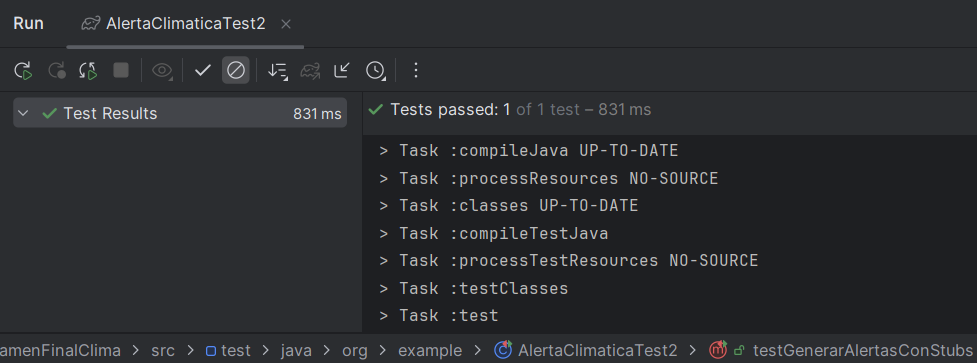 Run AlertaClimaticaTest2
Test Results 831 ms
Tests passed: 1 of 1 test – 831 ms
> Task :compileJava UP-TO-DATE
> Task :processResources NO-SOURCE
> Task :classes UP-TO-DATE
> Task :compileTestJava
> Task :processTestResources NO-SOURCE
> Task :testClasses
> Task :test
amenFinalClima > src > test > java > org > example > AlertaClimaticaTest2 > testGenerarAlertasConStubs